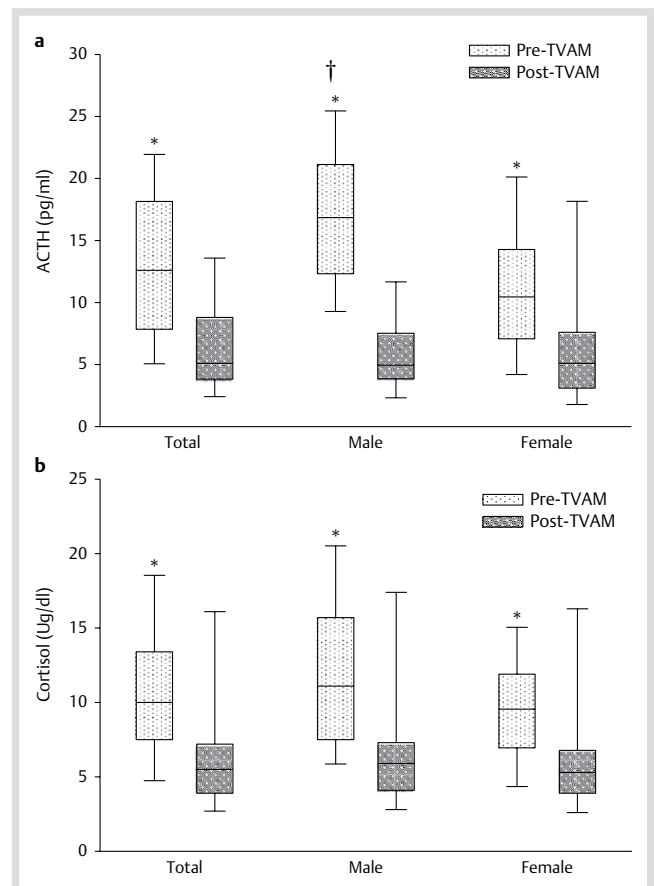 a
30
Pre-TVAM
Post-TVAM
†
*
*
*
25
20
15
10
5
0
ACTH (pg/ml)
Total Male Female
b
25
Pre-TVAM
Post-TVAM
*
*
*
20
15
10
5
0
Cortisol (Ug/dl)
Total Male Female